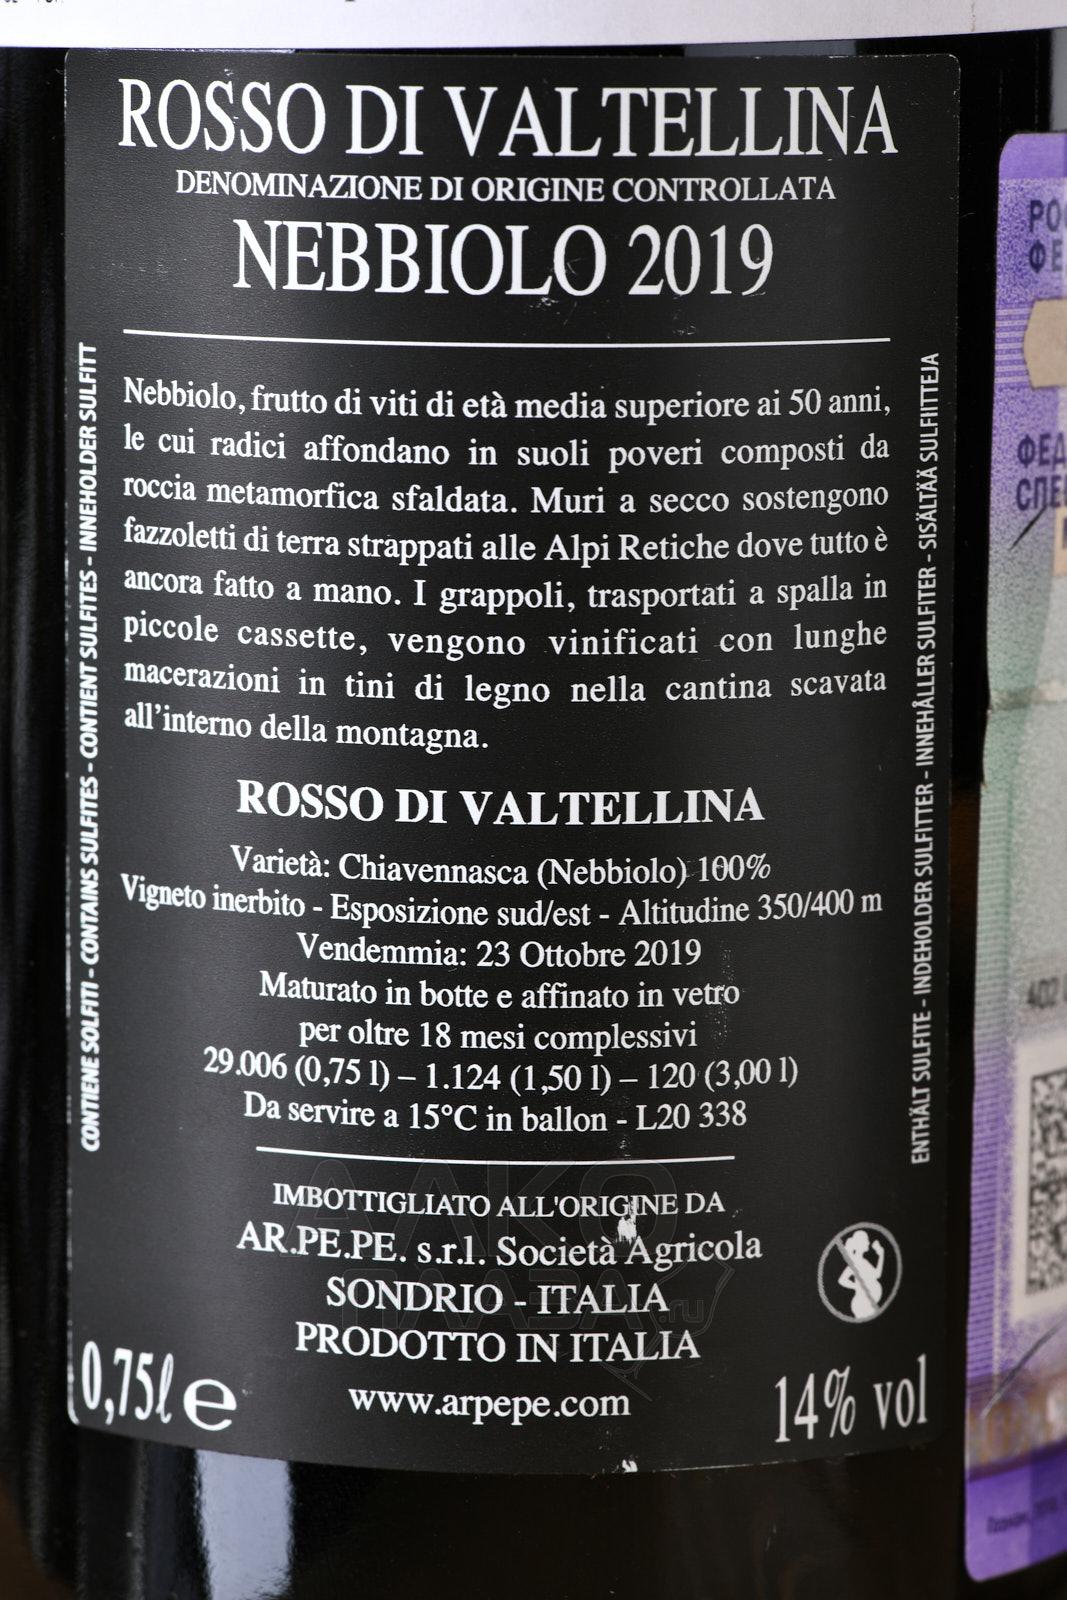 ROSSO DI VALTELLINA
DENOMINAZIONE DI ORIGINE CONTROLLATA
NEBBIOLO 2019
Nebbiolo, frutto di viti di età media superiore ai 50 anni,
le cui radici affondano in suoli poveri composti da
roccia metamorfica sfaldata. Muri a secco sostengono
fazzoletti di terra strappati alle Alpi Retiche dove tutto è
ancora fatto a mano. I grappoli, trasportati a spalla in
piccole cassette, vengono vinificati con lunghe
macerazioni in tini di legno nella cantina scavata
all'interno della montagna.
ROSSO DI VALTELLINA
Varietà: Chiavennasca (Nebbiolo) 100%
Vigneto inerbito - Esposizione sud/est - Altitudine 350/400 m
Vendemmia: 23 Ottobre 2019
Maturato in botte e affinato in vetro
per oltre 18 mesi complessivi
29.006 (0,75 l) – 1.124 (1,50 l) – 120 (3,00 l)
Da servire a 15°C in ballon - L20 338
IMBOTTIGLIATO ALL'ORIGINE DA
AR.PE.PE. s.r.l. Società Agricola
SONDRIO - ITALIA
PRODOTTO IN ITALIA
www.arpepe.com
0,75ℓ e
14% vol
CONTIENE SOLFITI - CONTAINS SULFITES - CONTIENT SULFITES - INNEHOLDER SULFITT
ENTHÄLT SULFITE - INDEHOLDER SULFITTER - INNEHÅLLER SULFITER - SISÄLTÄÄ SULFIITTEJA
АЛКО
ПЛАЗА.ru